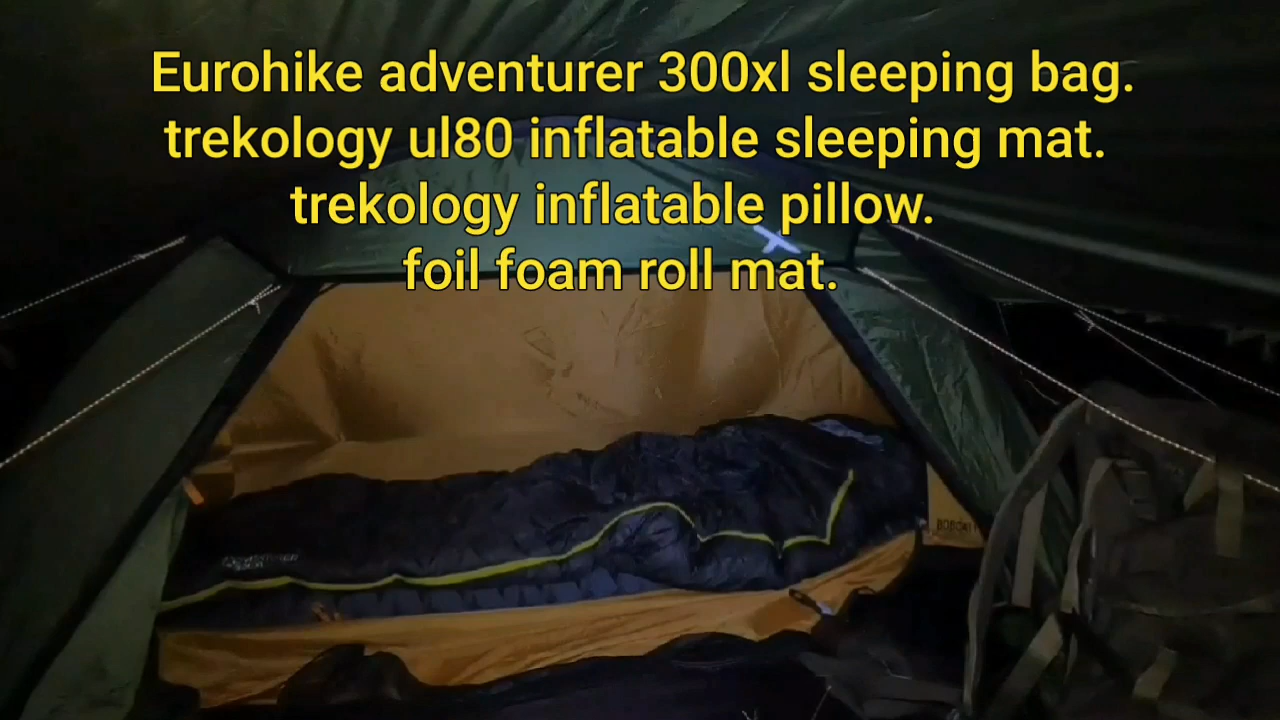 Eurohike adventurer 300xl sleeping bag.
trekology ul80 inflatable sleeping mat.
trekology inflatable pillow.
foil foam roll mat.